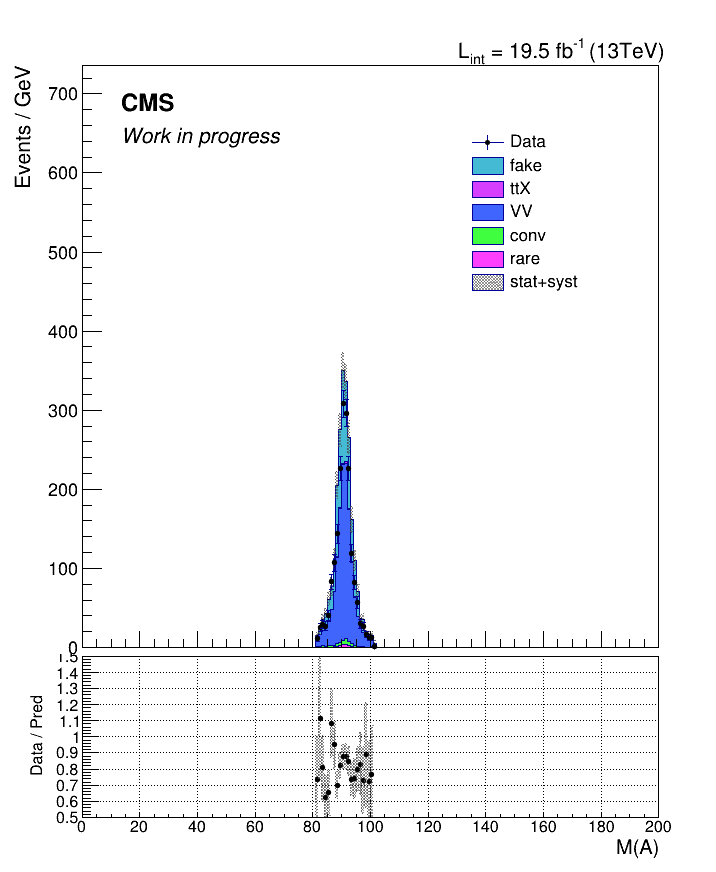 L_int = 19.5 fb^-1 (13TeV)
Events / GeV
700
600
500
400
300
200
100
0
CMS
Work in progress
Data
fake
ttX
VV
conv
rare
stat+syst
Data / Pred
1.5
1.4
1.3
1.2
1.1
1
0.9
0.8
0.7
0.6
0.5
0 20 40 60 80 100 120 140 160 180 200
M(A)